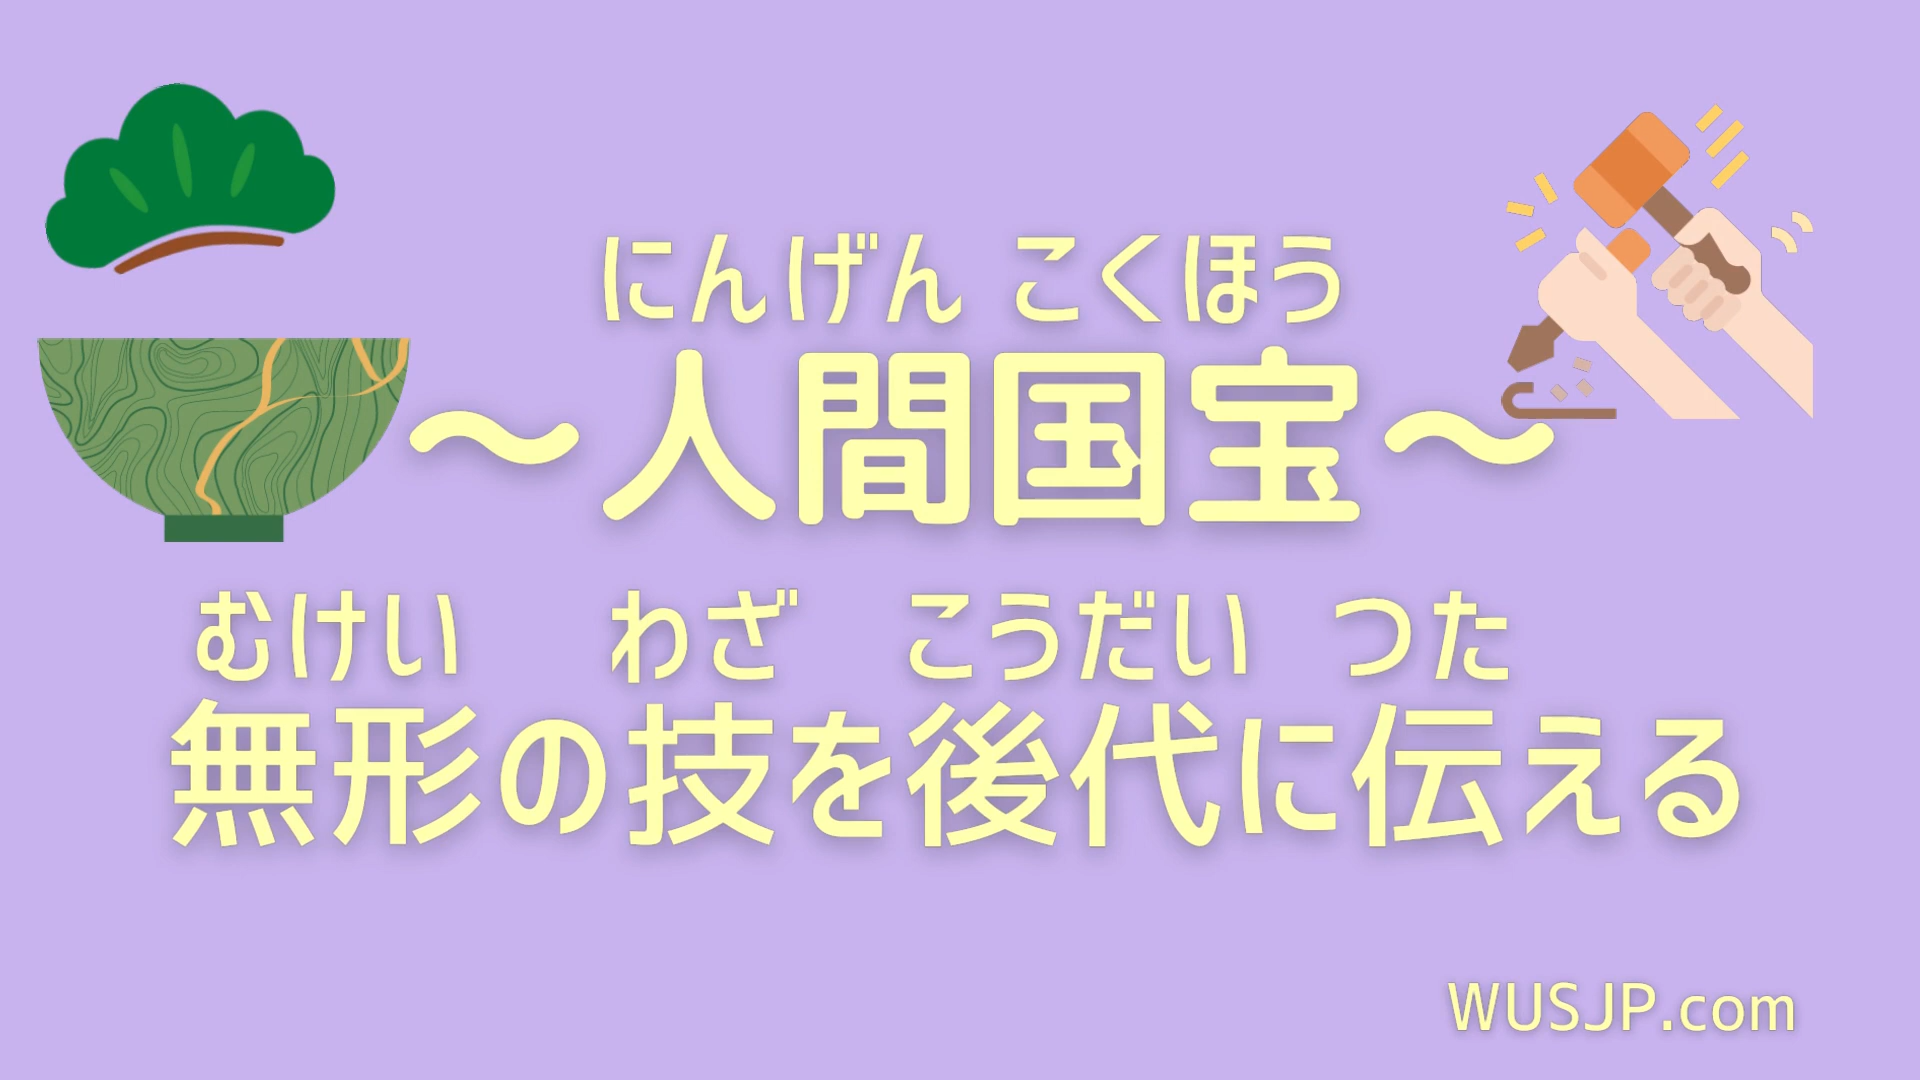 にんげん こくほう
～人間国宝～
むけい わざ こうだい つた
無形の技を後代に伝える
WUSJP.com